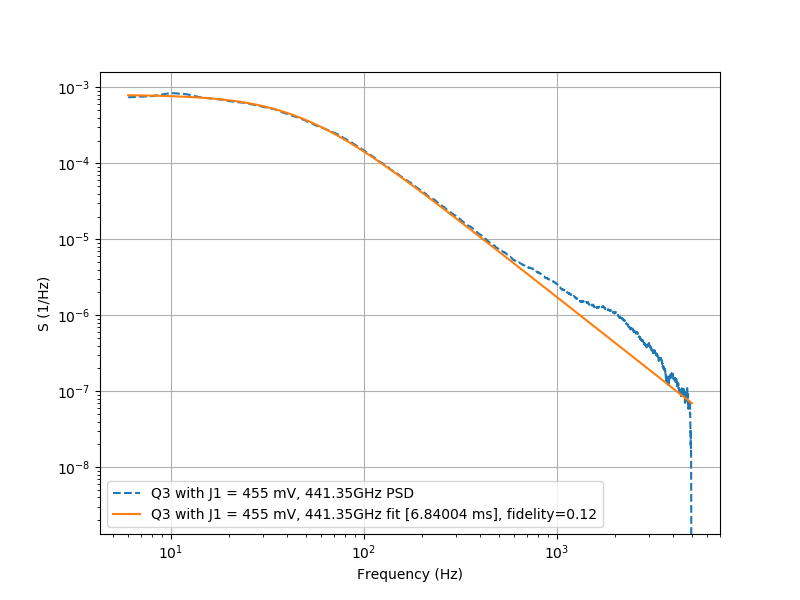 10⁻³
10⁻⁴
10⁻⁵
10⁻⁶
10⁻⁷
10⁻⁸
S (1/Hz)
Q3 with J1 = 455 mV, 441.35GHz PSD
Q3 with J1 = 455 mV, 441.35GHz fit [6.84004 ms], fidelity=0.12
10¹ 10² 10³
Frequency (Hz)